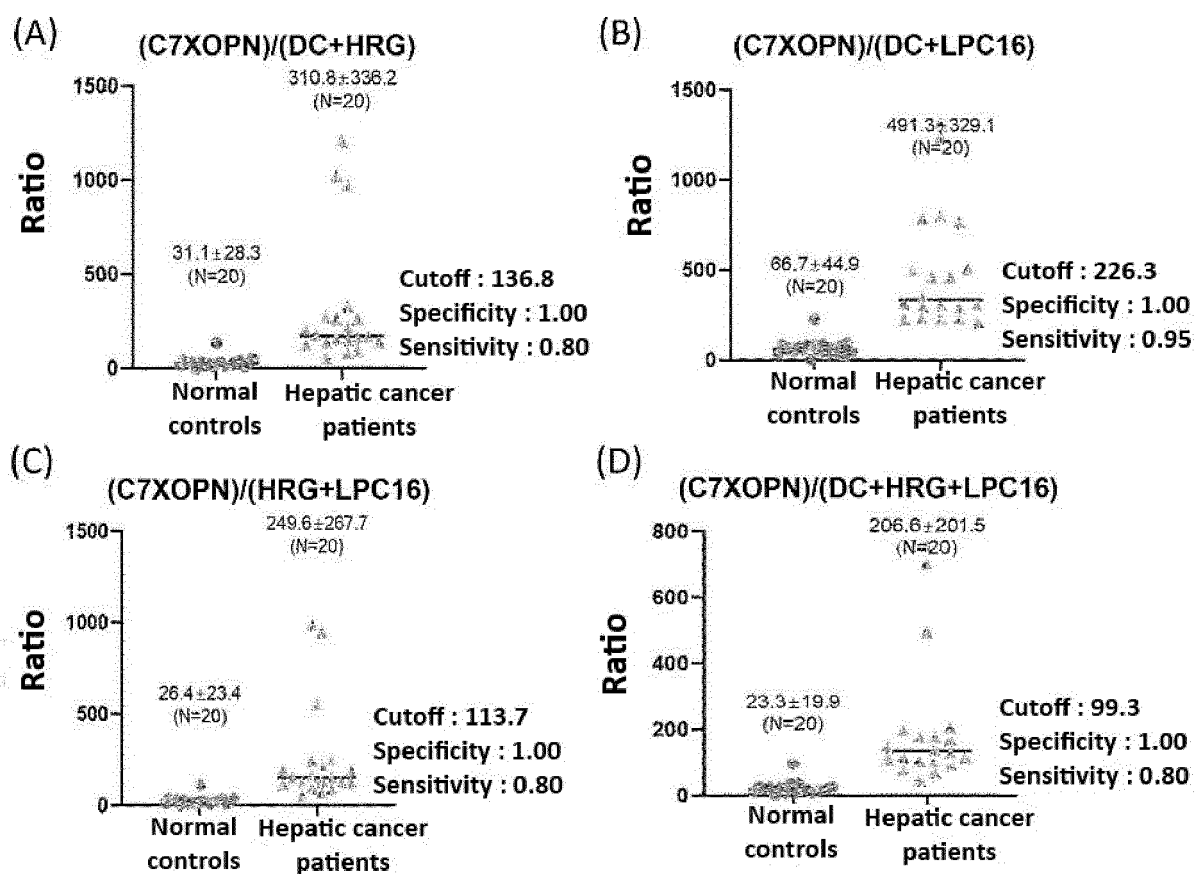 (A)
(C7XOPN)/(DC+HRG)
310.8±336.2
(N=20)
1500
1000
500
0
Ratio
31.1±28.3
(N=20)
Cutoff : 136.8
Specificity : 1.00
Sensitivity : 0.80
Normal
controls
Hepatic cancer
patients
(B)
(C7XOPN)/(DC+LPC16)
491.3±329.1
(N=20)
1500
1000
500
0
Ratio
66.7±44.9
(N=20)
Cutoff : 226.3
Specificity : 1.00
Sensitivity : 0.95
Normal
controls
Hepatic cancer
patients
(C)
(C7XOPN)/(HRG+LPC16)
249.6±267.7
(N=20)
1500
1000
500
0
Ratio
26.4±23.4
(N=20)
Cutoff : 113.7
Specificity : 1.00
Sensitivity : 0.80
Normal
controls
Hepatic cancer
patients
(D)
(C7XOPN)/(DC+HRG+LPC16)
206.6±201.5
(N=20)
800
600
400
200
0
Ratio
23.3±19.9
(N=20)
Cutoff : 99.3
Specificity : 1.00
Sensitivity : 0.80
Normal
controls
Hepatic cancer
patients